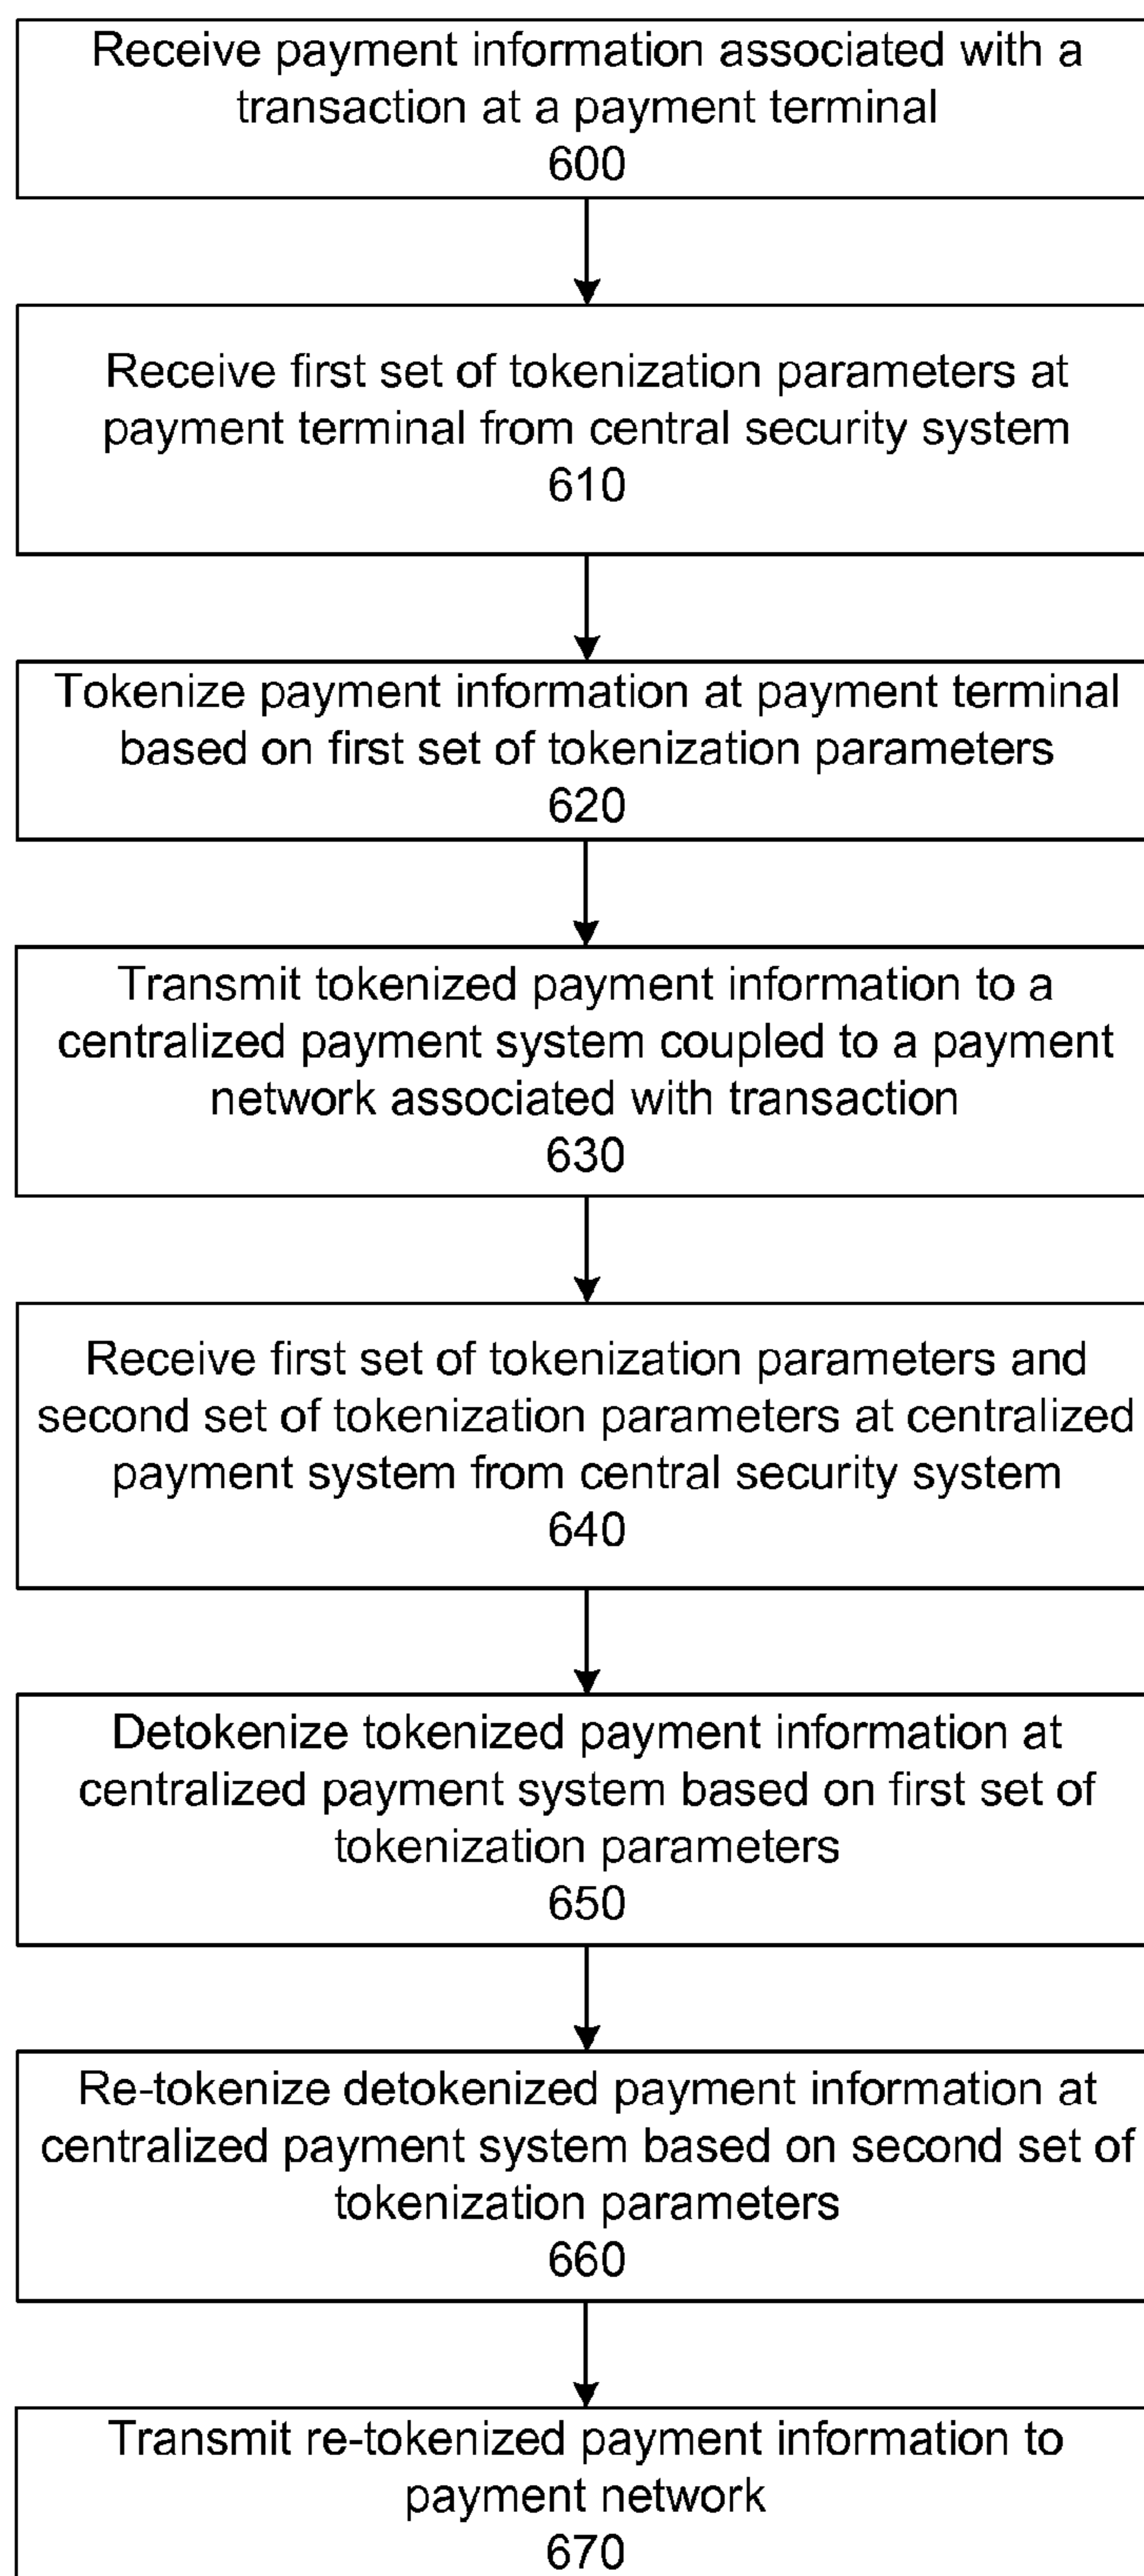 Receive payment information associated with a
transaction at a payment terminal
600
Receive first set of tokenization parameters at
payment terminal from central security system
610
Tokenize payment information at payment terminal
based on first set of tokenization parameters
620
Transmit tokenized payment information to a
centralized payment system coupled to a payment
network associated with transaction
630
Receive first set of tokenization parameters and
second set of tokenization parameters at centralized
payment system from central security system
640
Detokenize tokenized payment information at
centralized payment system based on first set of
tokenization parameters
650
Re-tokenize detokenized payment information at
centralized payment system based on second set of
tokenization parameters
660
Transmit re-tokenized payment information to
payment network
670